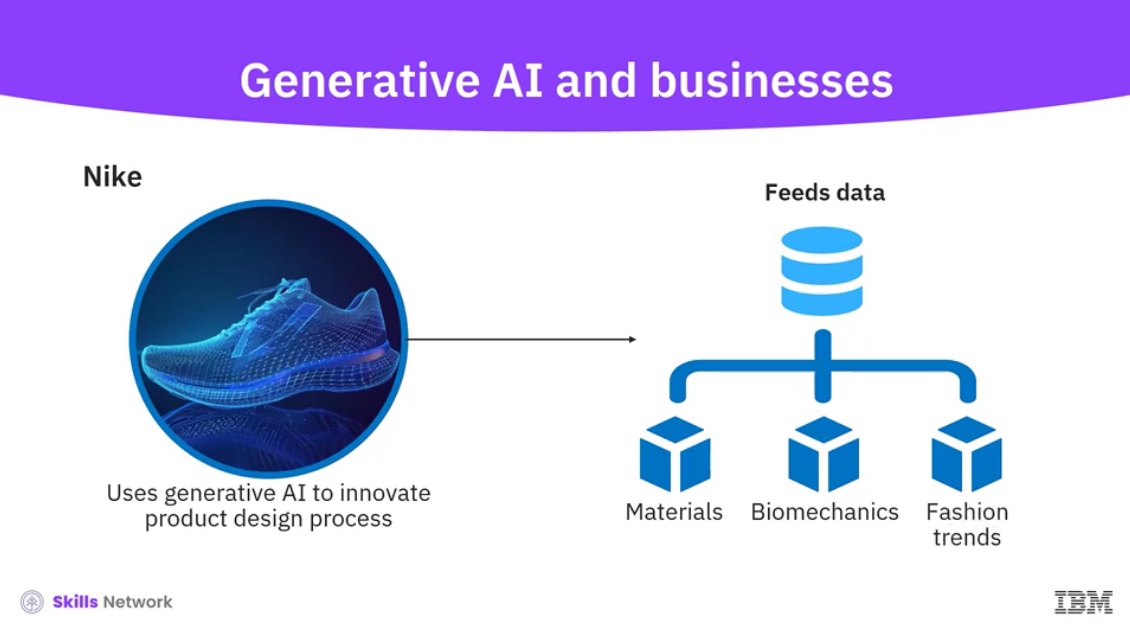 Generative AI and businesses
Nike
Feeds data
Uses generative AI to innovate
product design process
Materials
Biomechanics
Fashion
trends
Skills Network
IBM